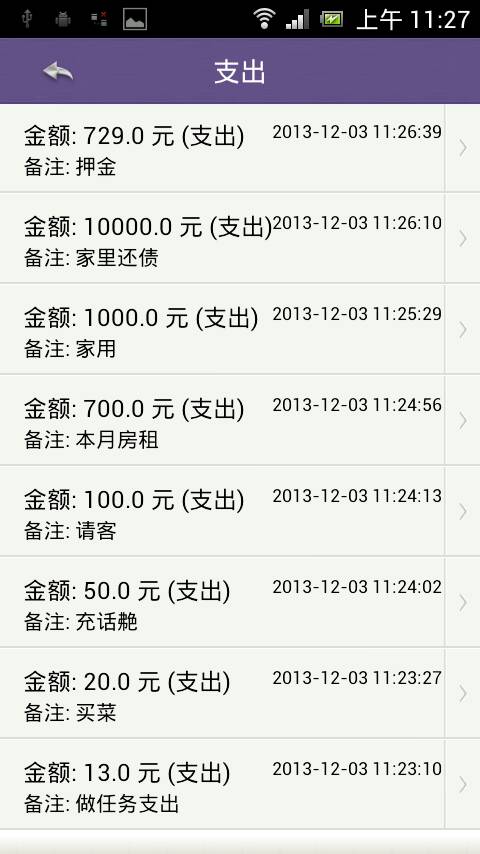 上午 11:27
支出
金额: 729.0 元 (支出) 2013-12-03 11:26:39
备注: 押金
金额: 10000.0 元 (支出) 2013-12-03 11:26:10
备注: 家里还债
金额: 1000.0 元 (支出) 2013-12-03 11:25:29
备注: 家用
金额: 700.0 元 (支出) 2013-12-03 11:24:56
备注: 本月房租
金额: 100.0 元 (支出) 2013-12-03 11:24:13
备注: 请客
金额: 50.0 元 (支出) 2013-12-03 11:24:02
备注: 充话艴
金额: 20.0 元 (支出) 2013-12-03 11:23:27
备注: 买菜
金额: 13.0 元 (支出) 2013-12-03 11:23:10
备注: 做任务支出